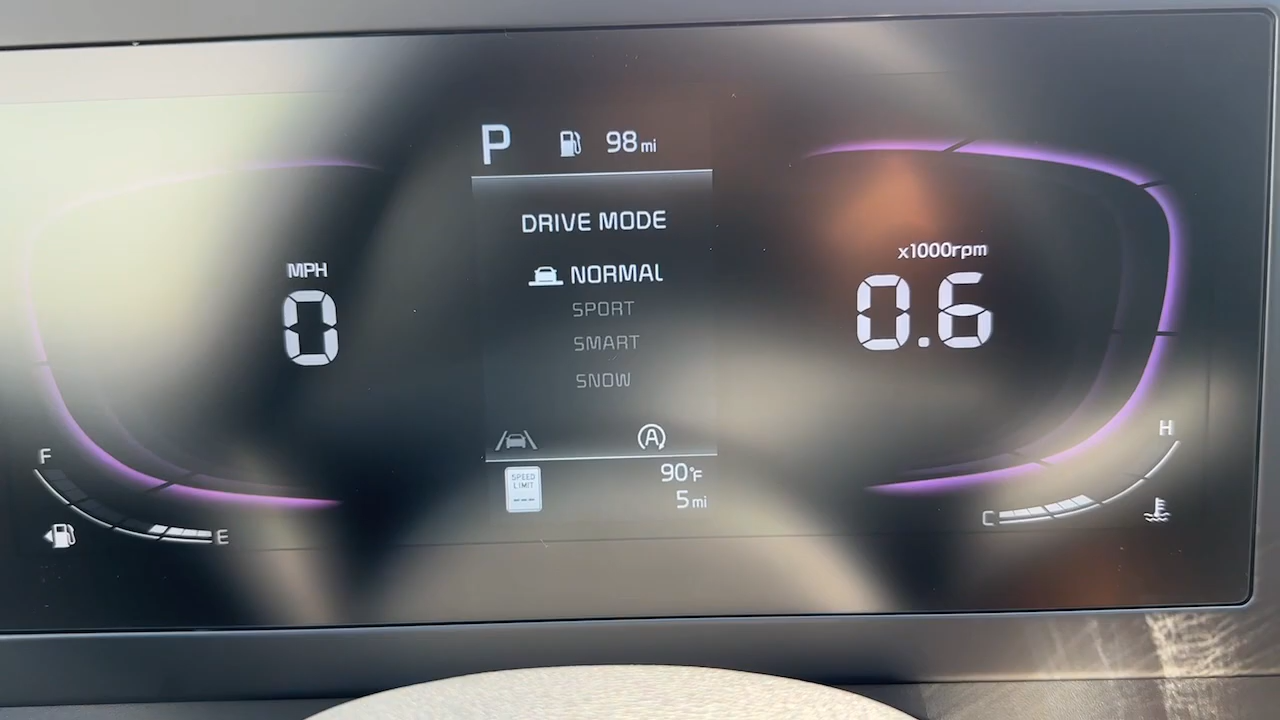 P 98 mi
DRIVE MODE
NORMAL
SPORT
SMART
SNOW
A
SPEED
LIMIT
---
90°F
5 mi
MPH
0
F
E
x1000rpm
0.6
H
C